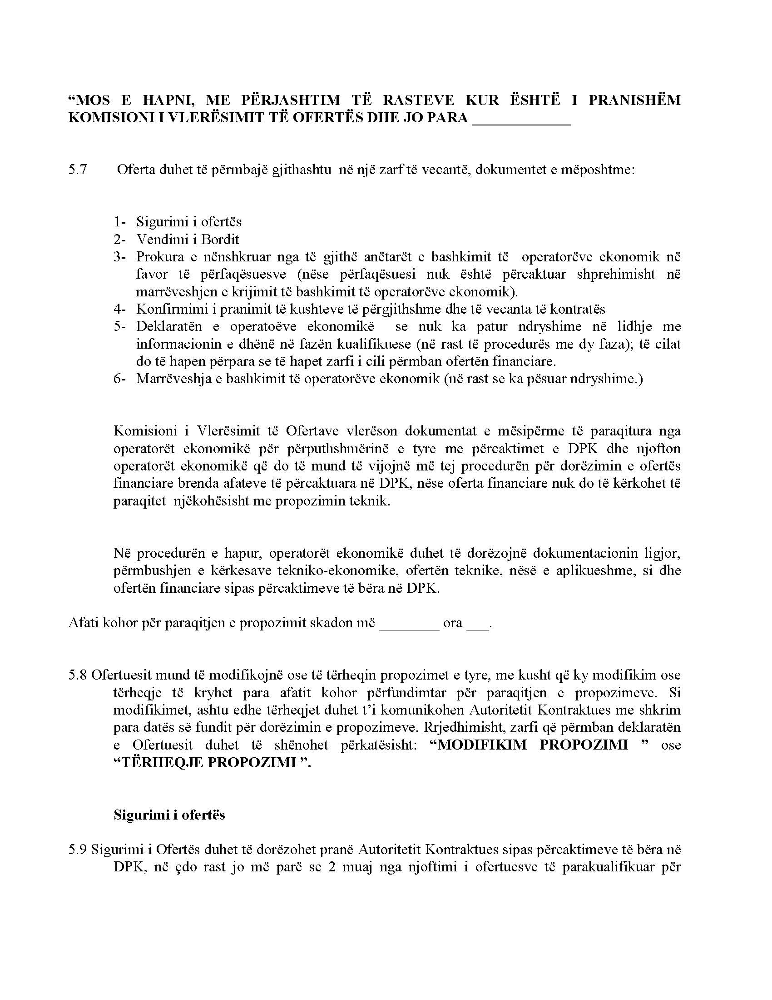 “MOS E HAPNI, ME PËRJASHTIM TË RASTEVE KUR ËSHTË I PRANISHËM
KOMISIONI I VLERËSIMIT TË OFERTËS DHE JO PARA _____________
5.7 Oferta duhet të përmbajë gjithashtu në një zarf të vecantë, dokumentet e mëposhtme:
1- Sigurimi i ofertës
2- Vendimi i Bordit
3- Prokura e nënshkruar nga të gjithë anëtarët e bashkimit të operatorëve ekonomik në
favor të përfaqësuesve (nëse përfaqësuesi nuk është përcaktuar shprehimisht në
marrëveshjen e krijimit të bashkimit të operatorëve ekonomik).
4- Konfirmimi i pranimit të kushteve të përgjithshme dhe të vecanta të kontratës
5- Deklaratën e operatoëve ekonomikë se nuk ka patur ndryshime në lidhje me
informacionin e dhënë në fazën kualifikuese (në rast të procedurës me dy faza); të cilat
do të hapen përpara se të hapet zarfi i cili përmban ofertën financiare.
6- Marrëveshja e bashkimit të operatorëve ekonomik (në rast se ka pësuar ndryshime.)
Komisioni i Vlerësimit të Ofertave vlerëson dokumentat e mësipërme të paraqitura nga
operatorët ekonomikë për përputhshmërinë e tyre me përcaktimet e DPK dhe njofton
operatorët ekonomikë që do të mund të vijojnë më tej procedurën për dorëzimin e ofertës
financiare brenda afateve të përcaktuara në DPK, nëse oferta financiare nuk do të kërkohet të
paraqitet njëkohësisht me propozimin teknik.
Në procedurën e hapur, operatorët ekonomikë duhet të dorëzojnë dokumentacionin ligjor,
përmbushjen e kërkesave tekniko-ekonomike, ofertën teknike, nësë e aplikueshme, si dhe
ofertën financiare sipas përcaktimeve të bëra në DPK.
Afati kohor për paraqitjen e propozimit skadon më ________ ora ___.
5.8 Ofertuesit mund të modifikojnë ose të tërheqin propozimet e tyre, me kusht që ky modifikim ose
tërheqje të kryhet para afatit kohor përfundimtar për paraqitjen e propozimeve. Si
modifikimet, ashtu edhe tërheqjet duhet t’i komunikohen Autoritetit Kontraktues me shkrim
para datës së fundit për dorëzimin e propozimeve. Rrjedhimisht, zarfi që përmban deklaratën
e Ofertuesit duhet të shënohet përkatësisht: “MODIFIKIM PROPOZIMI ” ose
“TËRHEQJE PROPOZIMI ”.
Sigurimi i ofertës
5.9 Sigurimi i Ofertës duhet të dorëzohet pranë Autoritetit Kontraktues sipas përcaktimeve të bëra në
DPK, në çdo rast jo më parë se 2 muaj nga njoftimi i ofertuesve të parakualifikuar për